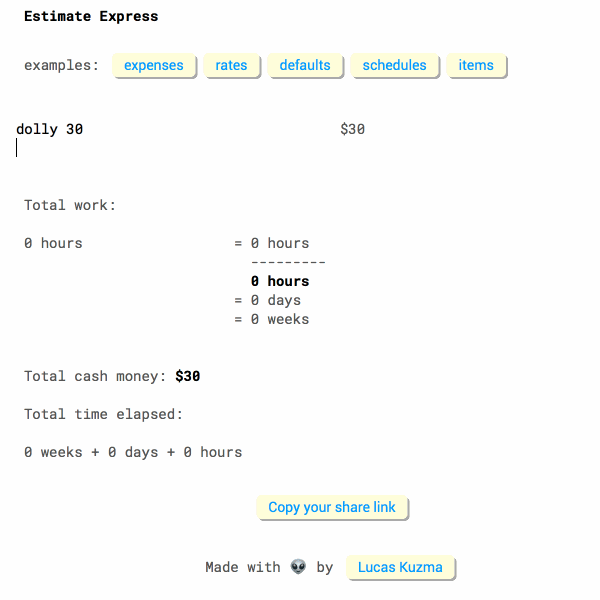 Estimate Express
examples: expenses rates defaults schedules items
dolly 30 $30
Total work:
0 hours = 0 hours
---------
0 hours
= 0 days
= 0 weeks
Total cash money: $30
Total time elapsed:
0 weeks + 0 days + 0 hours
Copy your share link
Made with 👽 by Lucas Kuzma